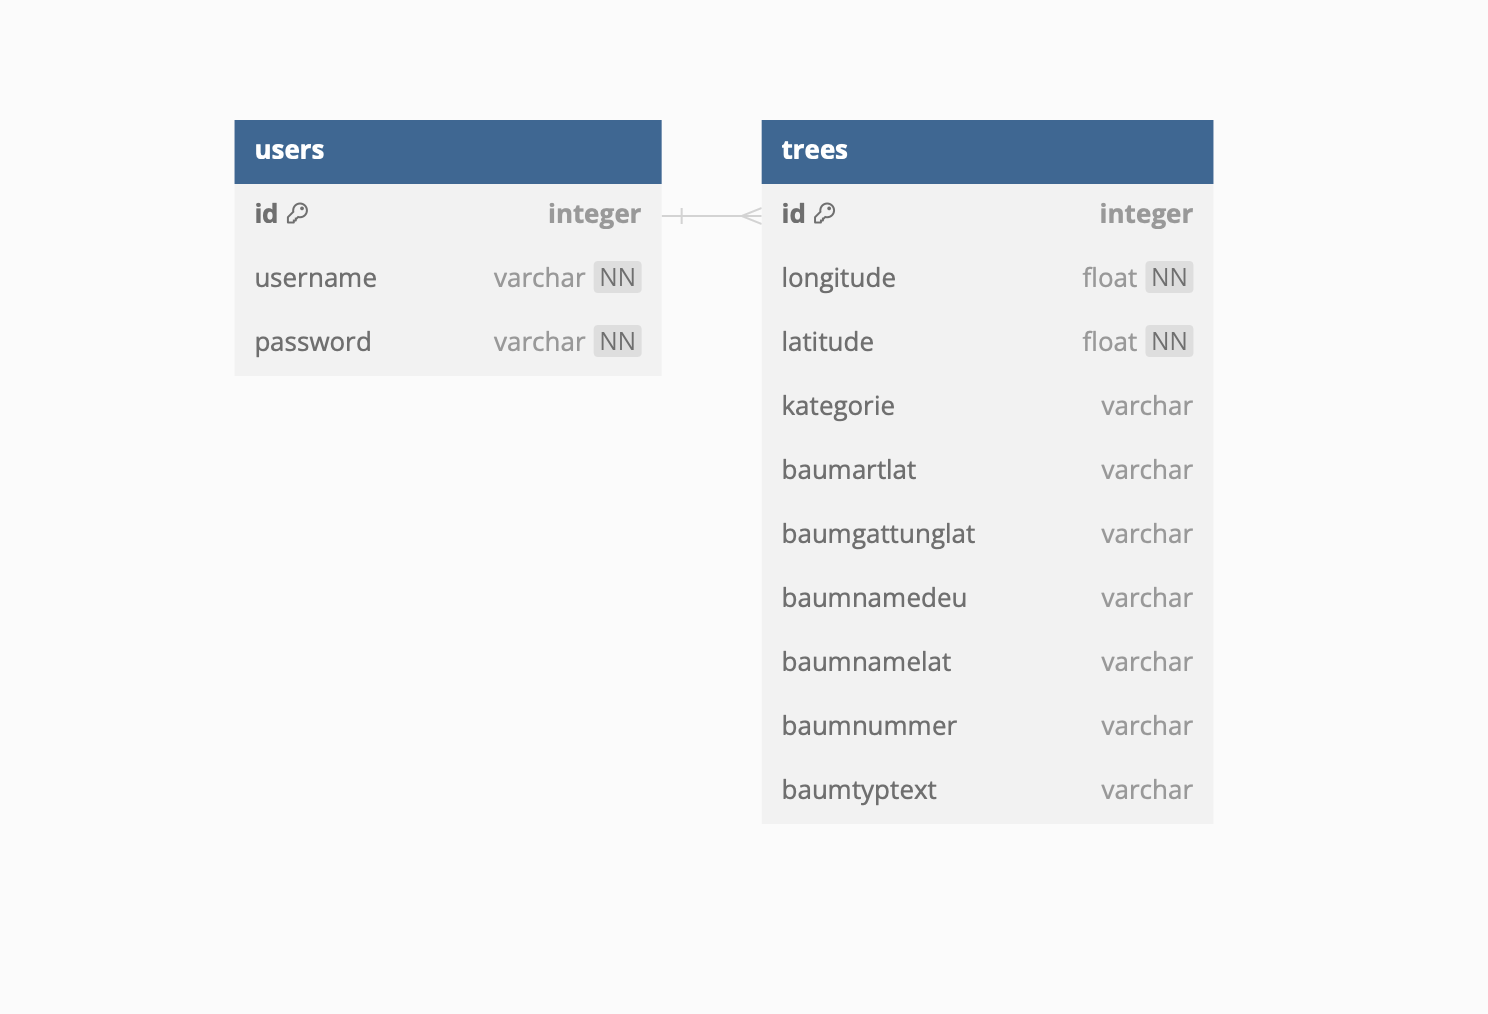 users
id integer
username varchar NN
password varchar NN
trees
id integer
longitude float NN
latitude float NN
kategorie varchar
baumartlat varchar
baumgattunglat varchar
baumnamedeu varchar
baumnamelat varchar
baumnummer varchar
baumtyptext varchar